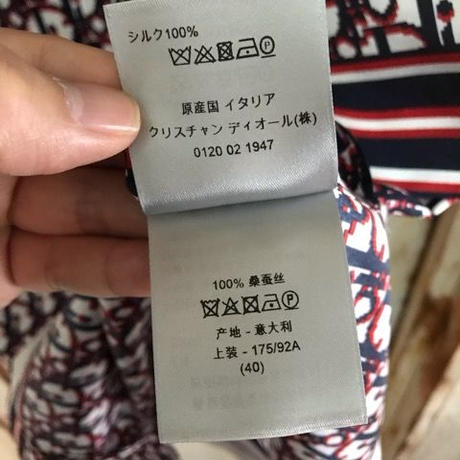 シルク100%
原産国 イタリア
クリスチャン ディオール(株)
0120 02 1947
100% 桑蚕丝
产地 - 意大利
上装 - 175/92A
(40)